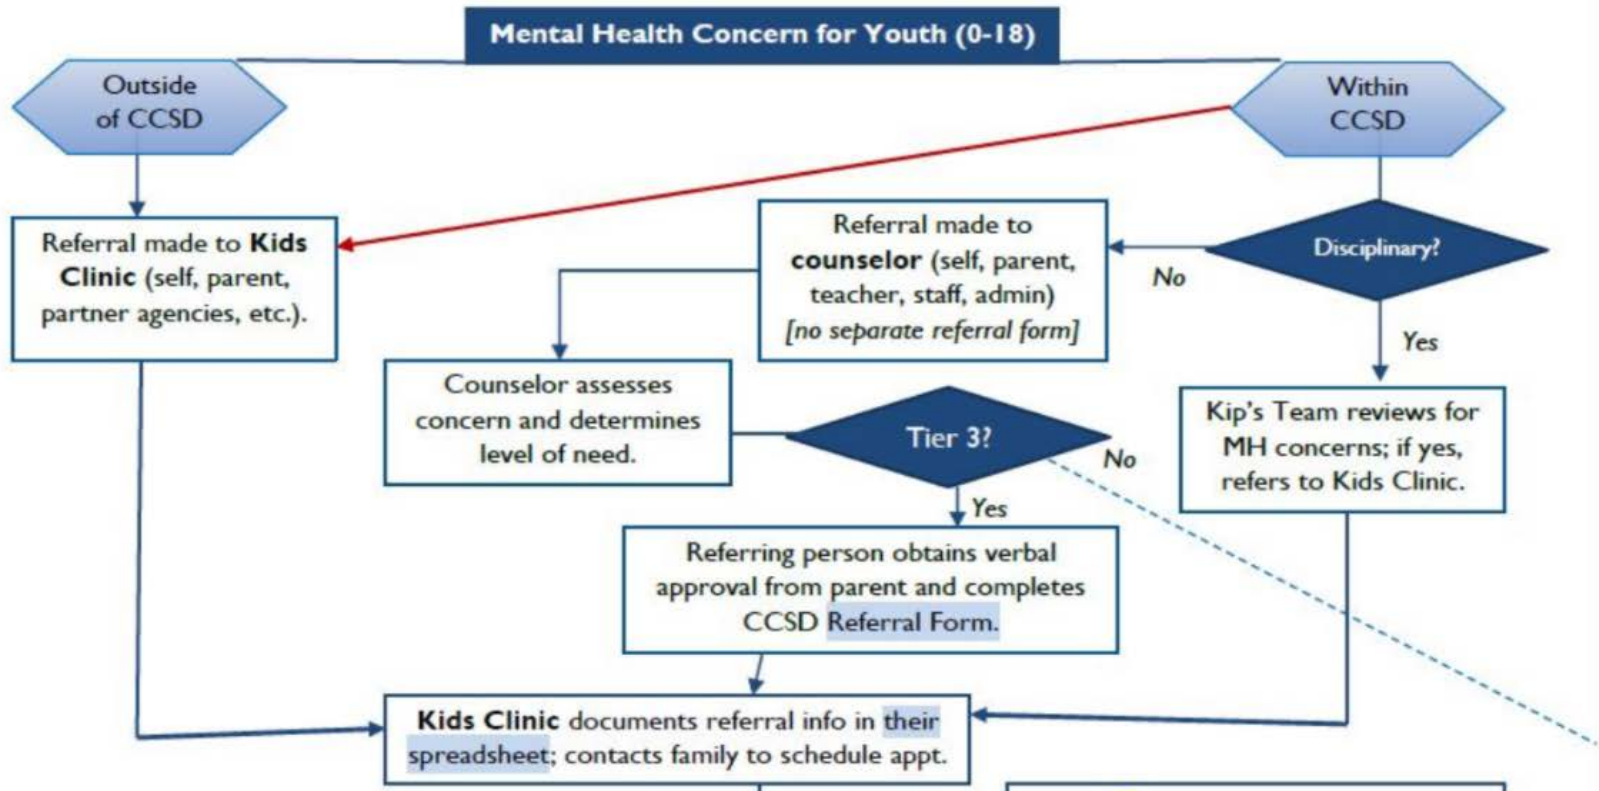 Mental Health Concern for Youth (0-18)
Outside
of CCSD
Within
CCSD
Referral made to Kids
Clinic (self, parent,
partner agencies, etc.).
Referral made to
counselor (self, parent,
teacher, staff, admin)
[no separate referral form]
No
Disciplinary?
Yes
Counselor assesses
concern and determines
level of need.
Tier 3?
No
Yes
Kip's Team reviews for
MH concerns; if yes,
refers to Kids Clinic.
Referring person obtains verbal
approval from parent and completes
CCSD Referral Form.
Kids Clinic documents referral info in their
spreadsheet; contacts family to schedule appt.